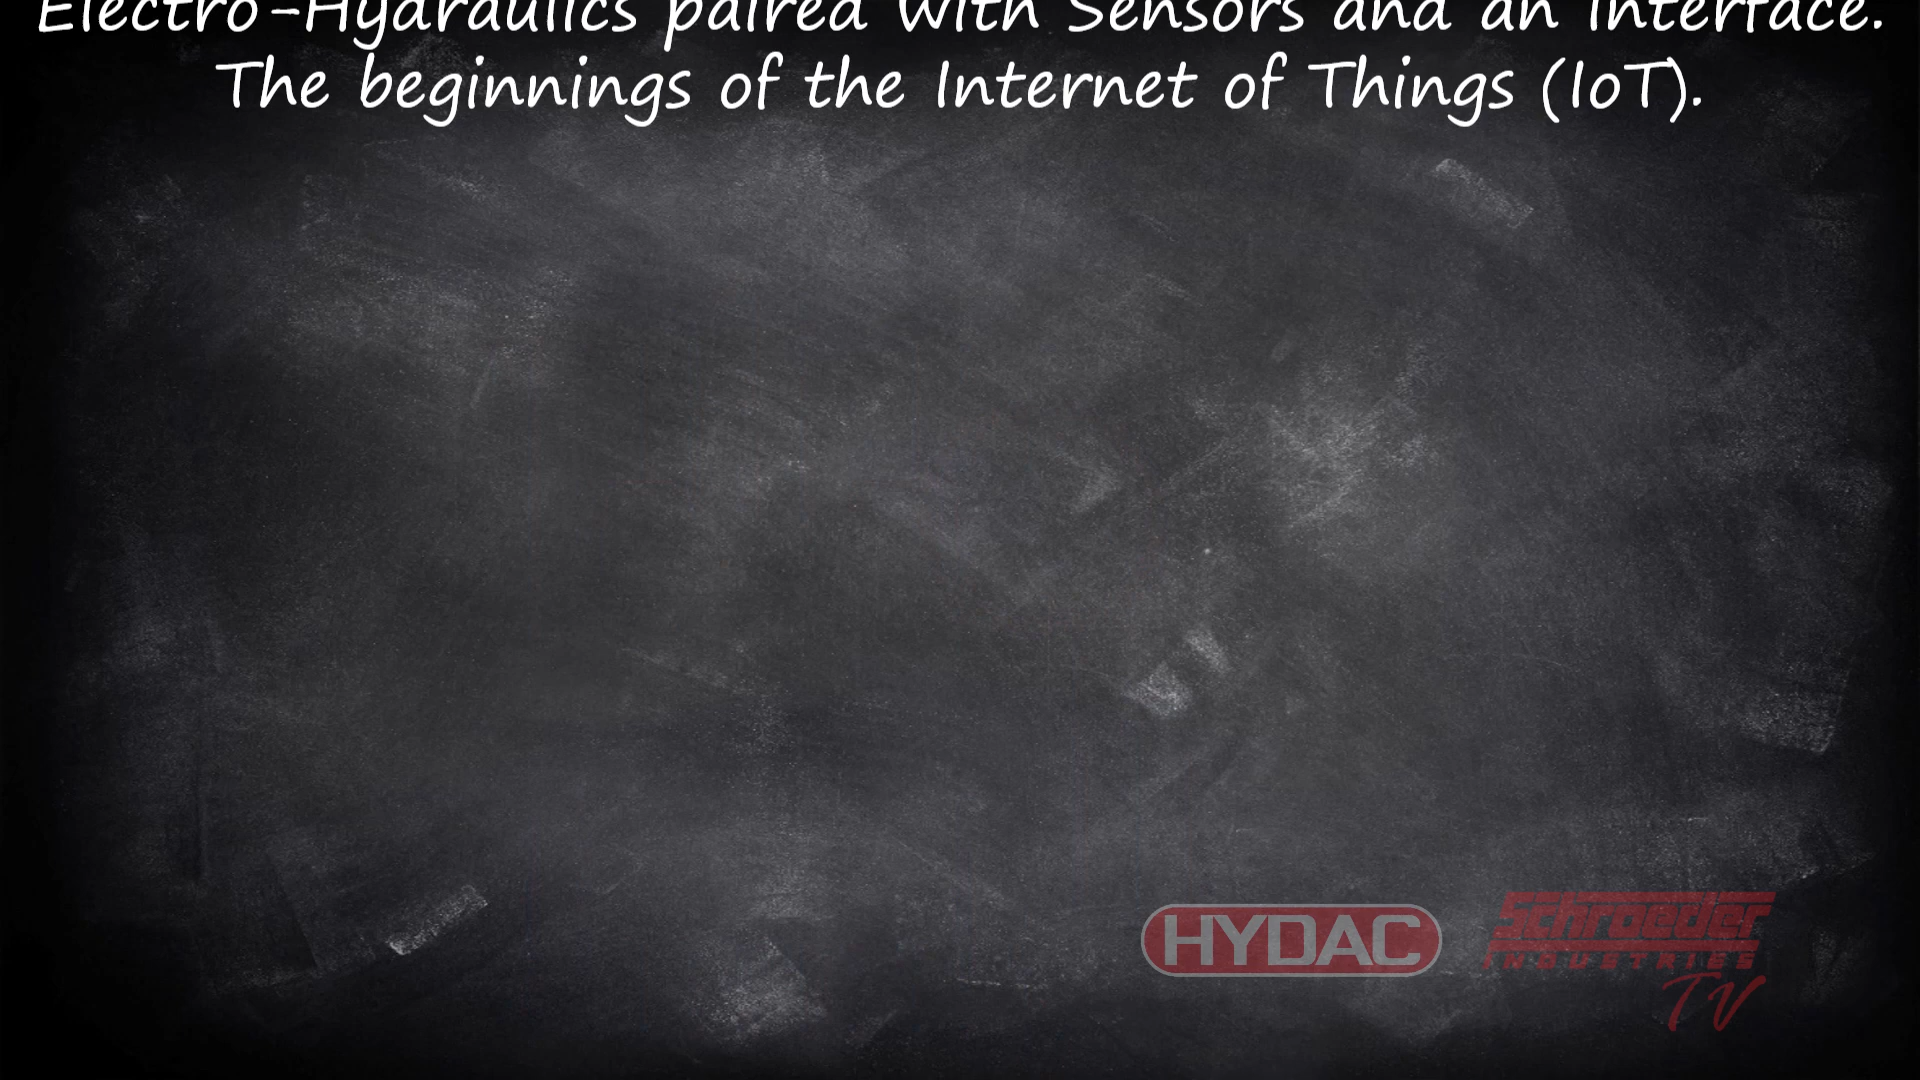 Electro-Hydraulics paired with Sensors and an interface.
The beginnings of the Internet of Things (IoT).
HYDAC
Schroeder
INDUSTRIES
TV